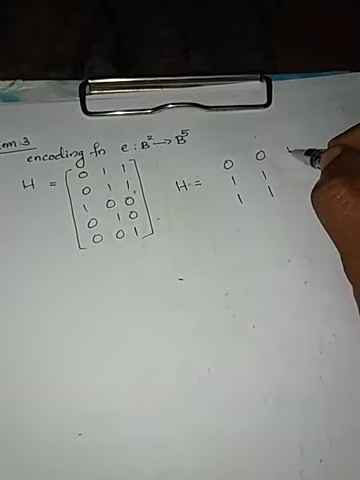 em 3
encoding fn e : B² → B⁵
H = [ 0 1 1
0 1 1
1 0 0
0 1 0
0 0 1 ]
H =
0 0
1 1
1 1